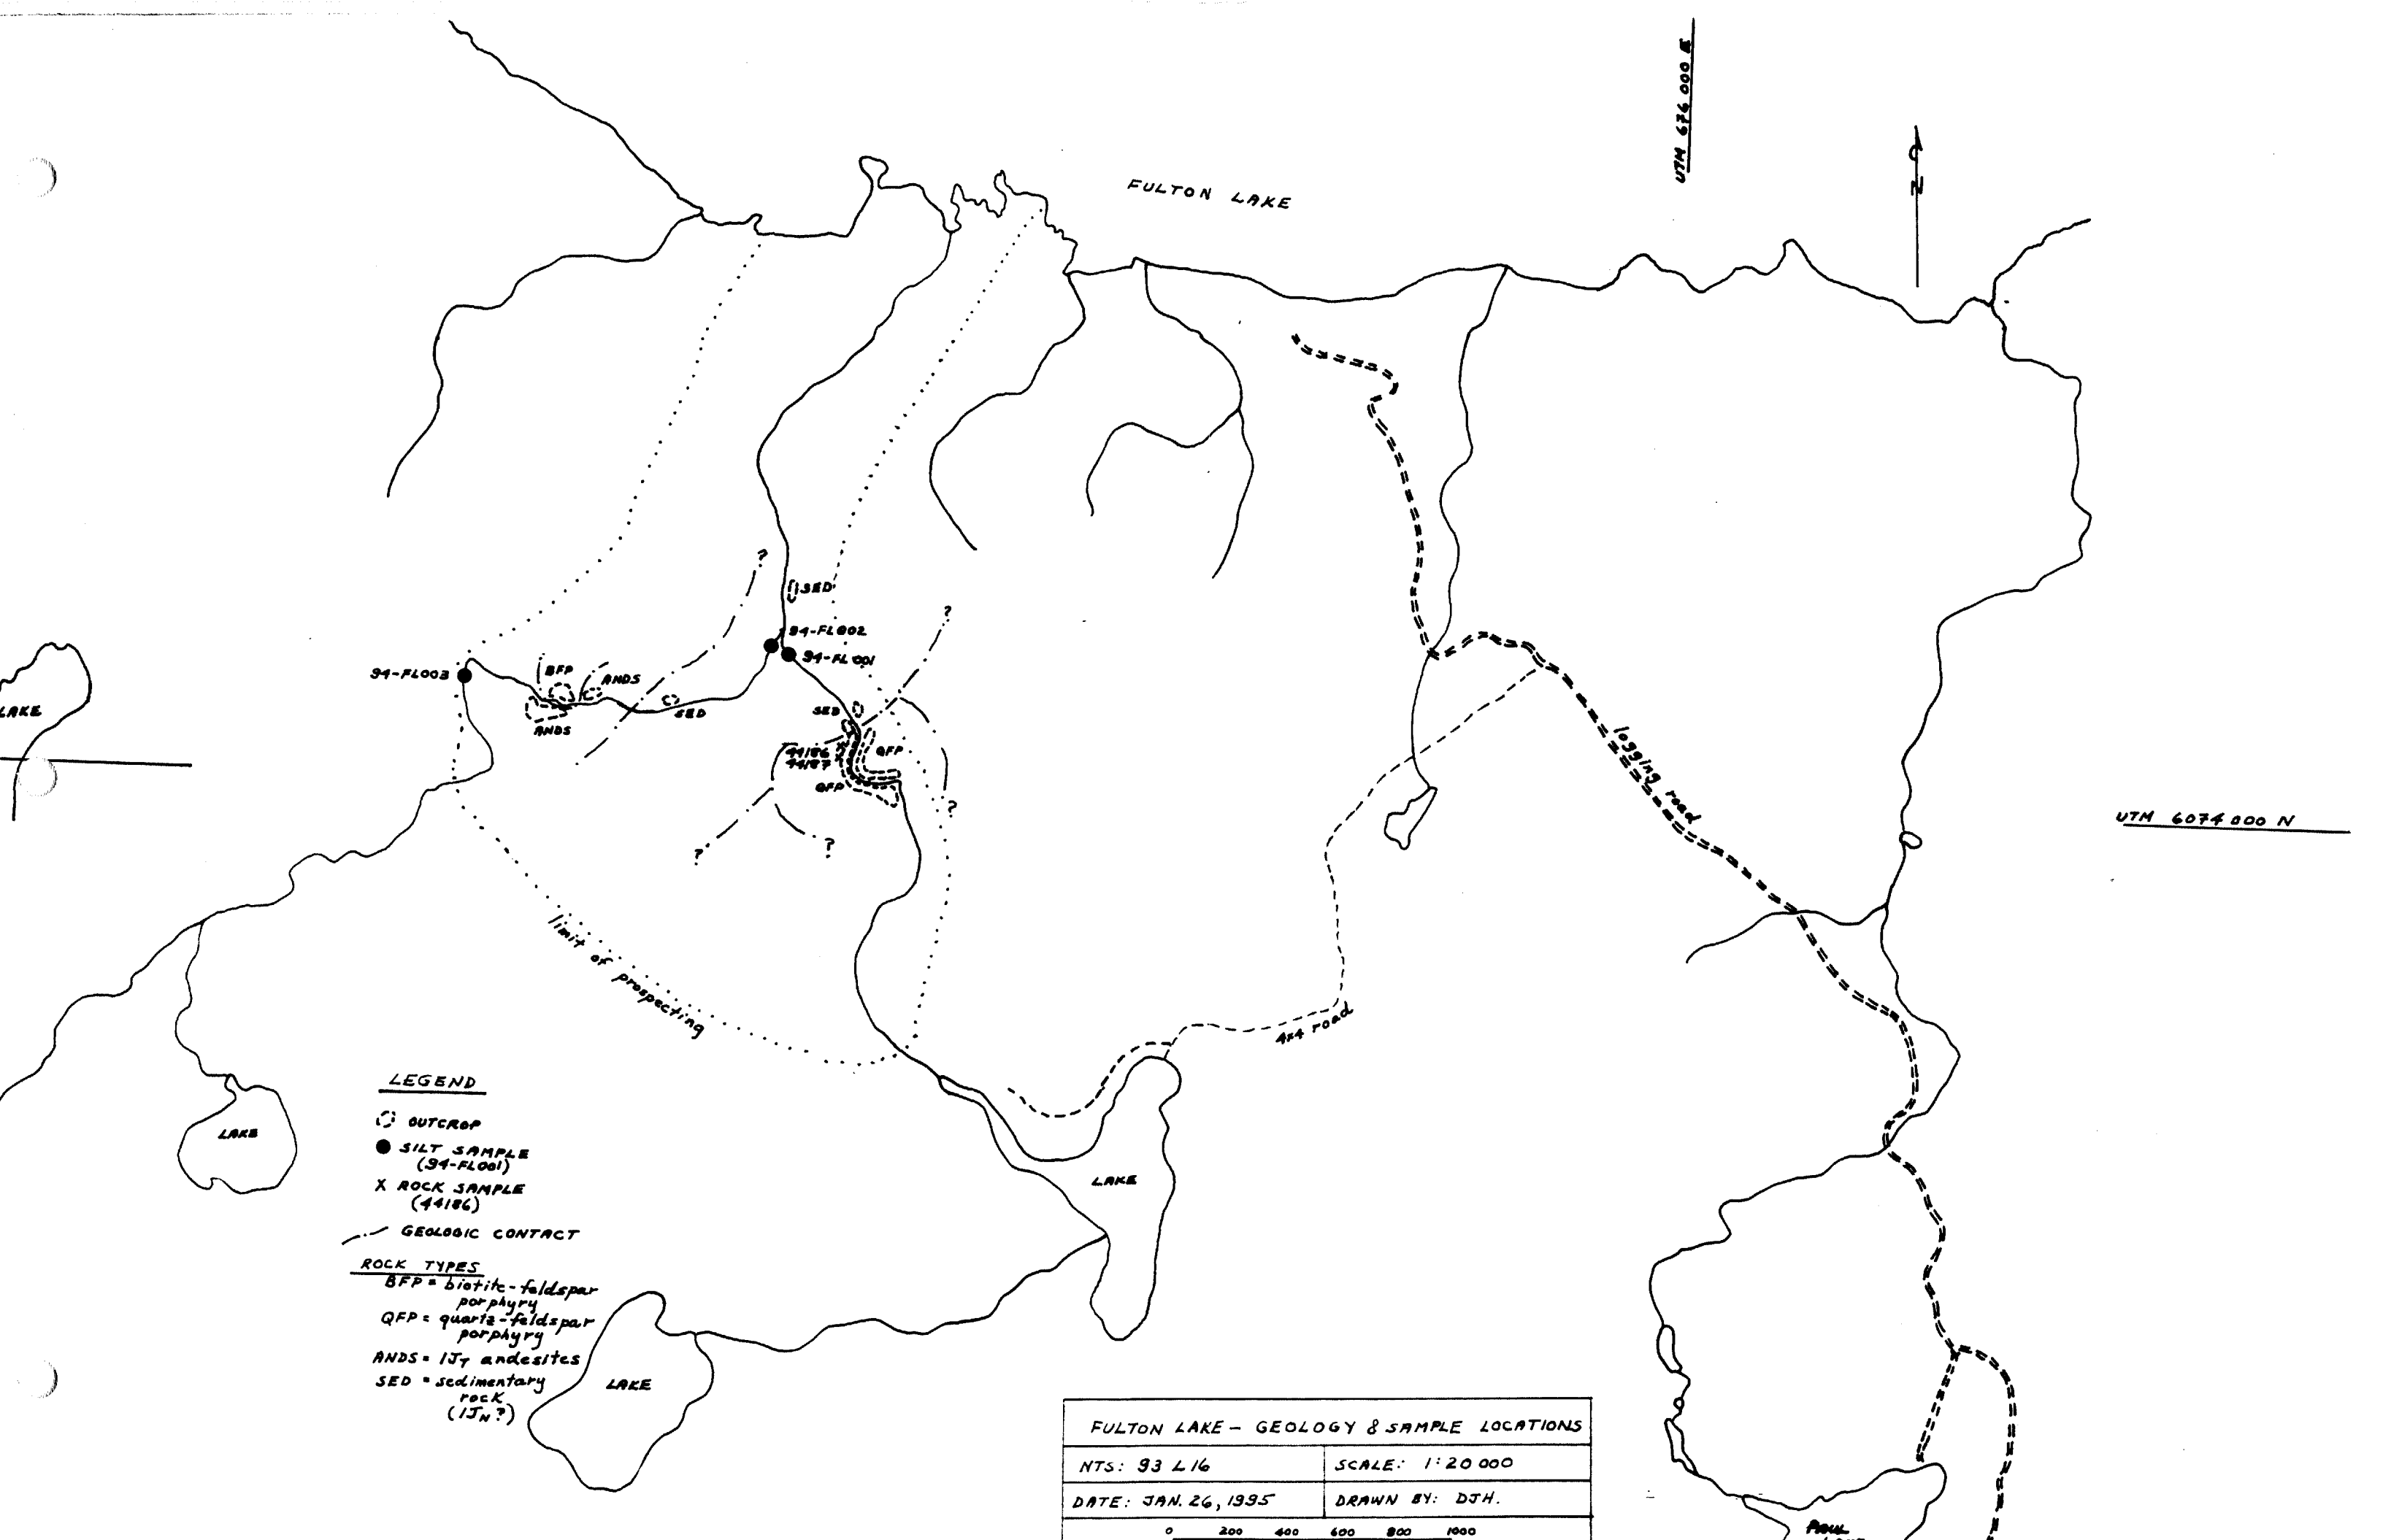 UTM 676 000 E
N
FULTON LAKE
?
SED
94-FL002
94-FL001
?
94-FL003
BFP
ANDS
SED
ANDS
SED
44186
44187
QFP
QFP
?
?
?
LAKE
logging road
UTM 6074 000 N
limit of prospecting
4x4 road
LAKE
LAKE
LAKE
LEGEND
OUTCROP
SILT SAMPLE
(94-FL001)
X ROCK SAMPLE
(44186)
GEOLOGIC CONTACT
ROCK TYPES
BFP = biotite-feldspar
porphyry
QFP = quartz-feldspar
porphyry
ANDS = lJT andesites
SED = sedimentary
rock
(lJN?)
FULTON LAKE - GEOLOGY & SAMPLE LOCATIONS
NTS: 93 L 16
SCALE: 1:20 000
DATE: JAN. 26, 1995
DRAWN BY: DJH.
0 200 400 600 800 1000
PAUL